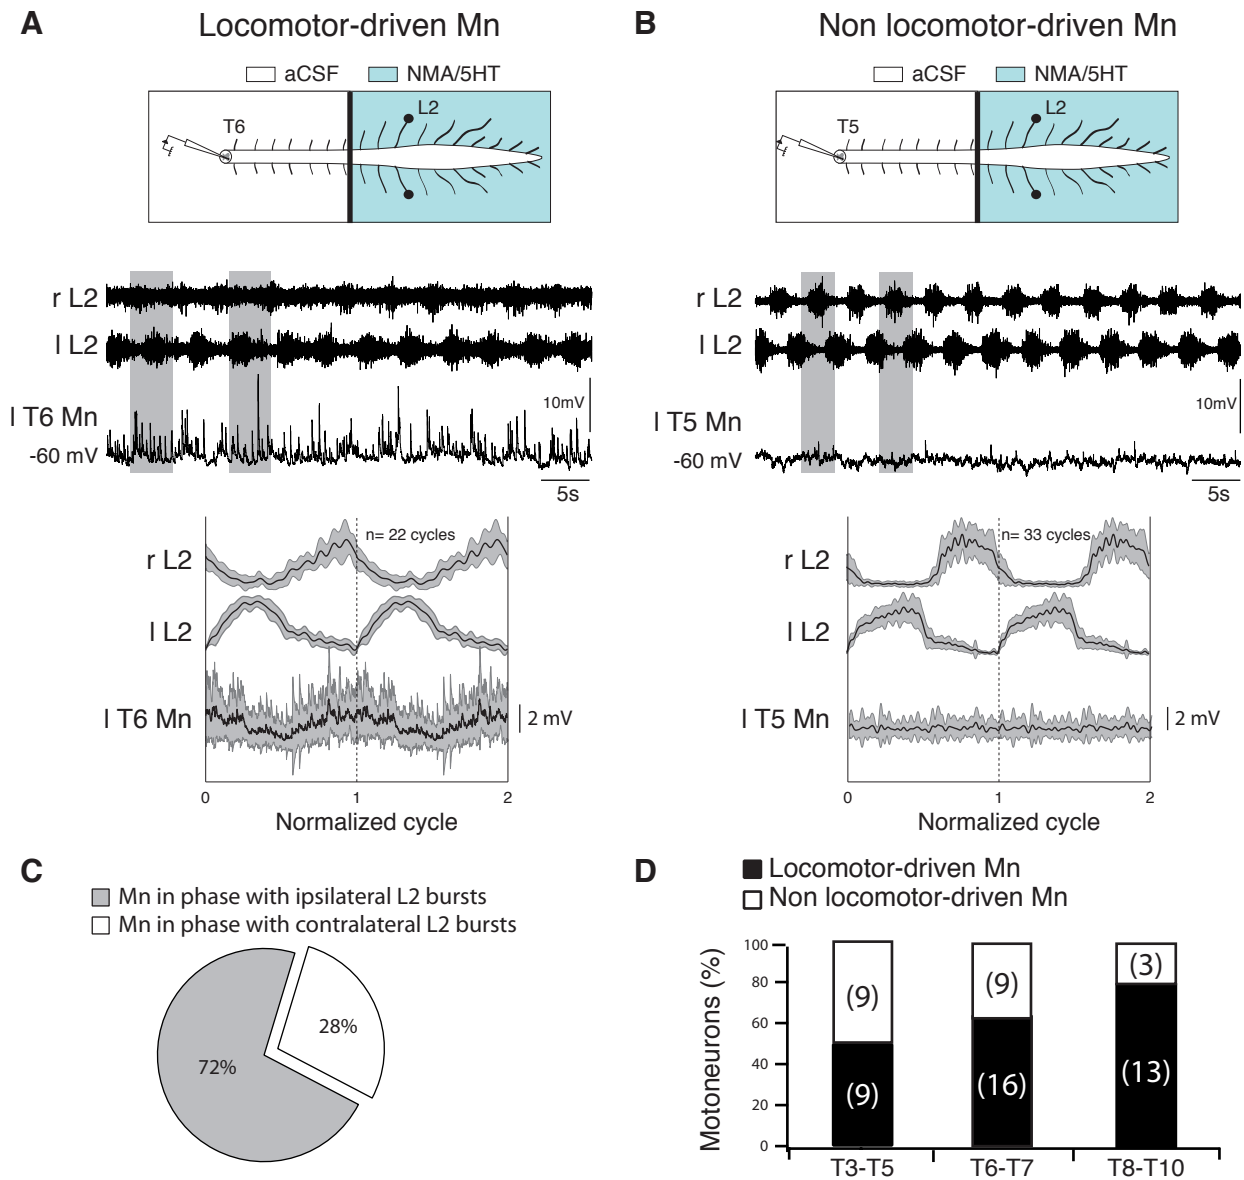 A
Locomotor-driven Mn
aCSF NMA/5HT
T6
L2
r L2
l L2
l T6 Mn
-60 mV
10mV
5s
n= 22 cycles
r L2
l L2
l T6 Mn
2 mV
0 1 2
Normalized cycle
B
Non locomotor-driven Mn
aCSF NMA/5HT
T5
L2
r L2
l L2
l T5 Mn
-60 mV
10mV
5s
n= 33 cycles
r L2
l L2
l T5 Mn
2 mV
0 1 2
Normalized cycle
C
Mn in phase with ipsilateral L2 bursts
Mn in phase with contralateral L2 bursts
28%
72%
D
Locomotor-driven Mn
Non locomotor-driven Mn
Motoneurons (%)
100
80
60
40
20
0
(9) (9) (3)
(9) (16) (13)
T3-T5 T6-T7 T8-T10